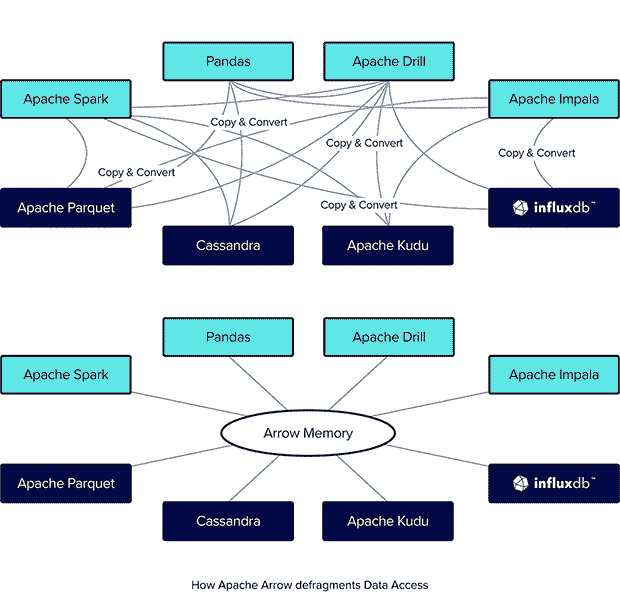 Pandas
Apache Drill
Apache Spark
Apache Impala
Copy & Convert
Copy & Convert
Copy & Convert
Copy & Convert
Copy & Convert
Apache Parquet
influxdb™
Cassandra
Apache Kudu
Pandas
Apache Drill
Apache Spark
Apache Impala
Arrow Memory
Apache Parquet
influxdb™
Cassandra
Apache Kudu
How Apache Arrow defragments Data Access